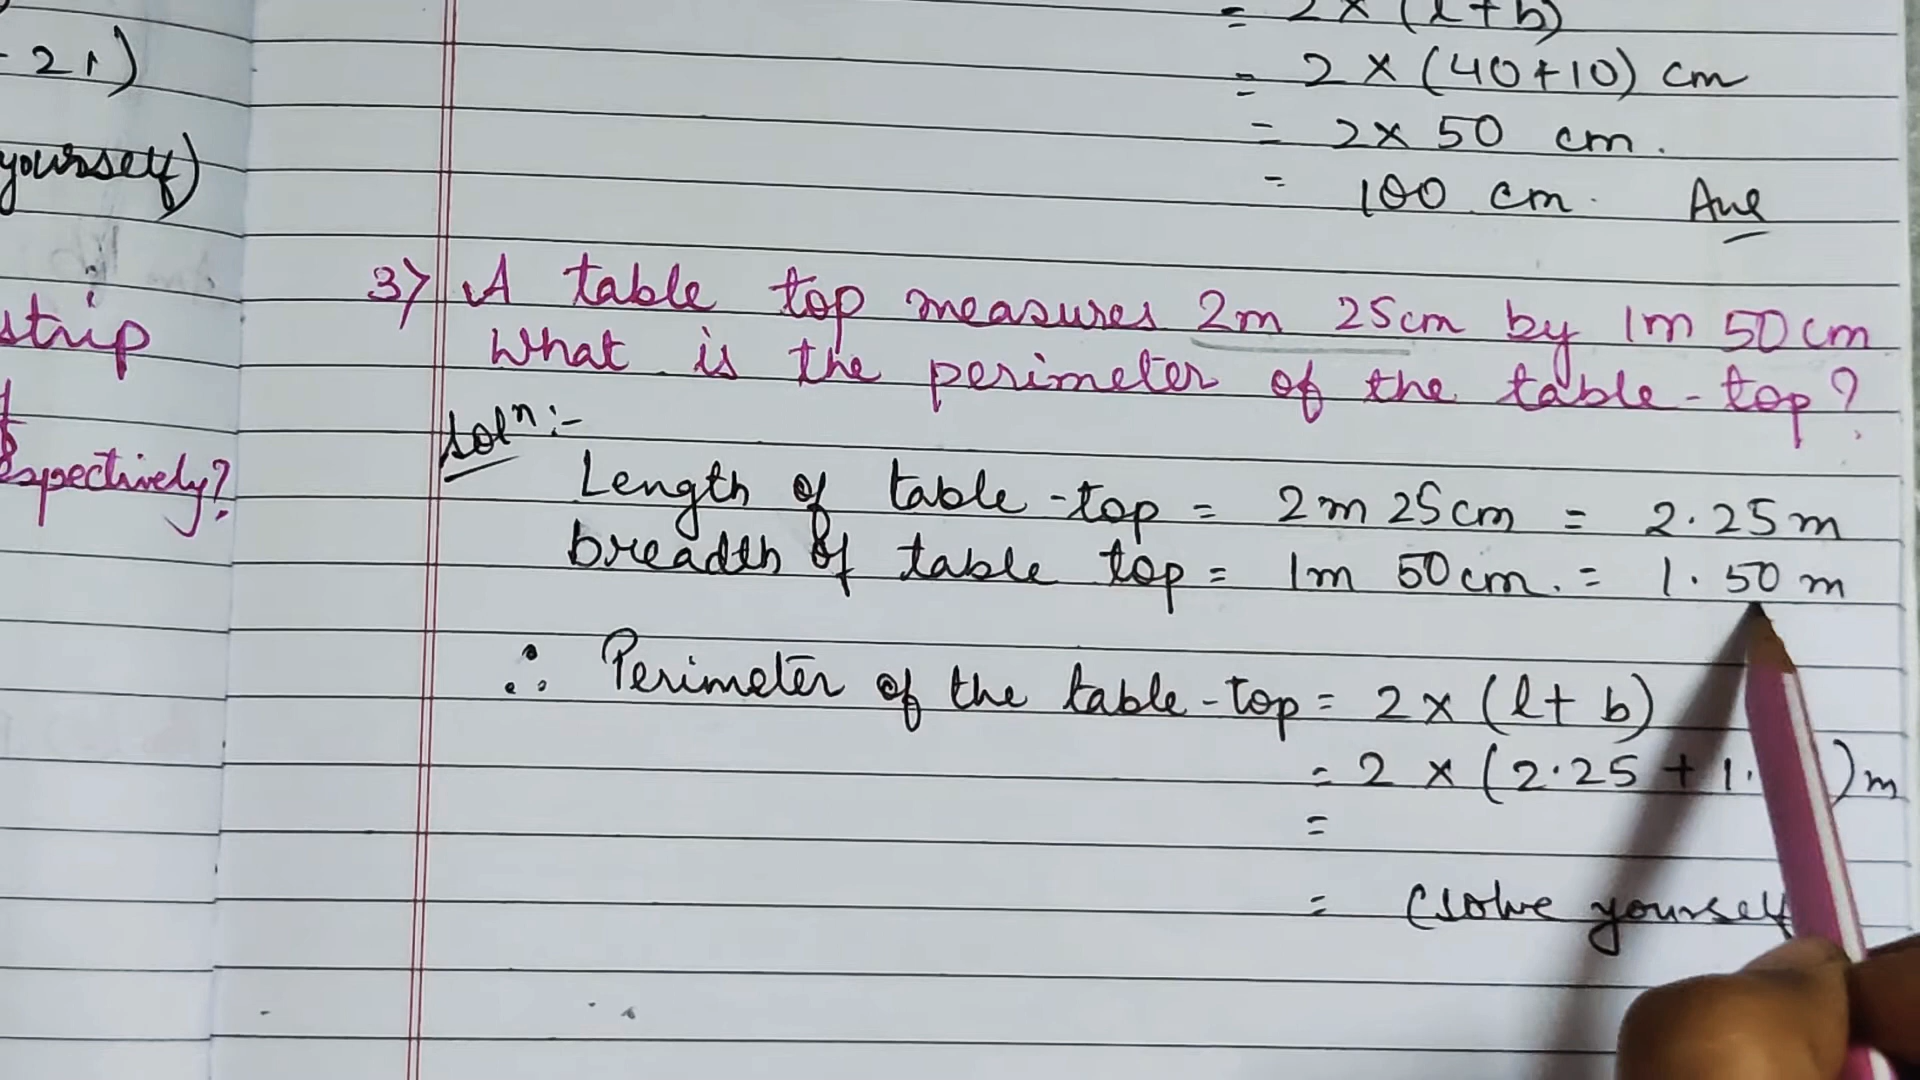 21)
yourself)
strip
espectively?
= 2 × (l + b)
= 2 × (40+10) cm
= 2 × 50 cm.
= 100 cm. Ans
3) A table top measures 2m 25cm by 1m 50cm
What is the perimeter of the table-top?
Solⁿ:-
Length of table-top = 2m 25cm = 2.25m
breadth of table top = 1m 50cm. = 1.50 m
∴ Perimeter of the table-top = 2 × (l + b)
= 2 × (2.25 + 1. )m
=
= (solve yourself